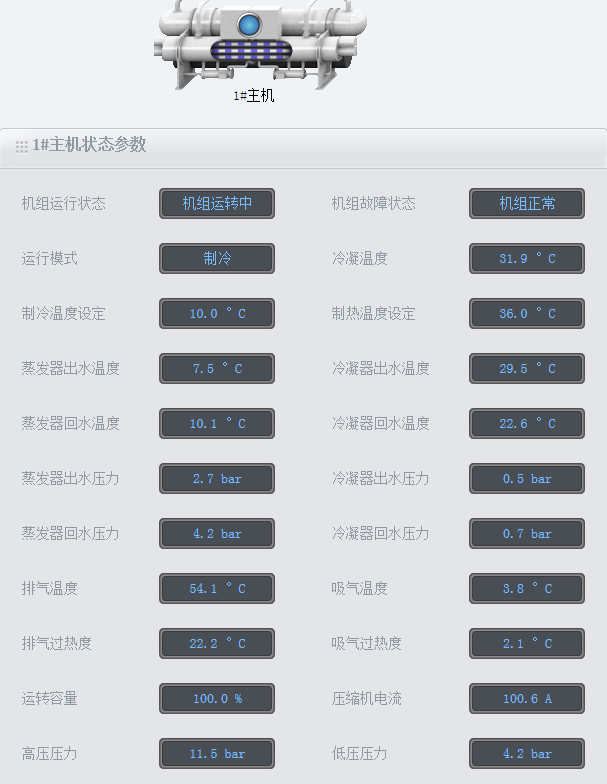 1#主机
1#主机状态参数
机组运行状态 机组运转中 机组故障状态 机组正常
运行模式 制冷 冷凝温度 31.9 °C
制冷温度设定 10.0 °C 制热温度设定 36.0 °C
蒸发器出水温度 7.5 °C 冷凝器出水温度 29.5 °C
蒸发器回水温度 10.1 °C 冷凝器回水温度 22.6 °C
蒸发器出水压力 2.7 bar 冷凝器出水压力 0.5 bar
蒸发器回水压力 4.2 bar 冷凝器回水压力 0.7 bar
排气温度 54.1 °C 吸气温度 3.8 °C
排气过热度 22.2 °C 吸气过热度 2.1 °C
运转容量 100.0 % 压缩机电流 100.6 A
高压压力 11.5 bar 低压压力 4.2 bar